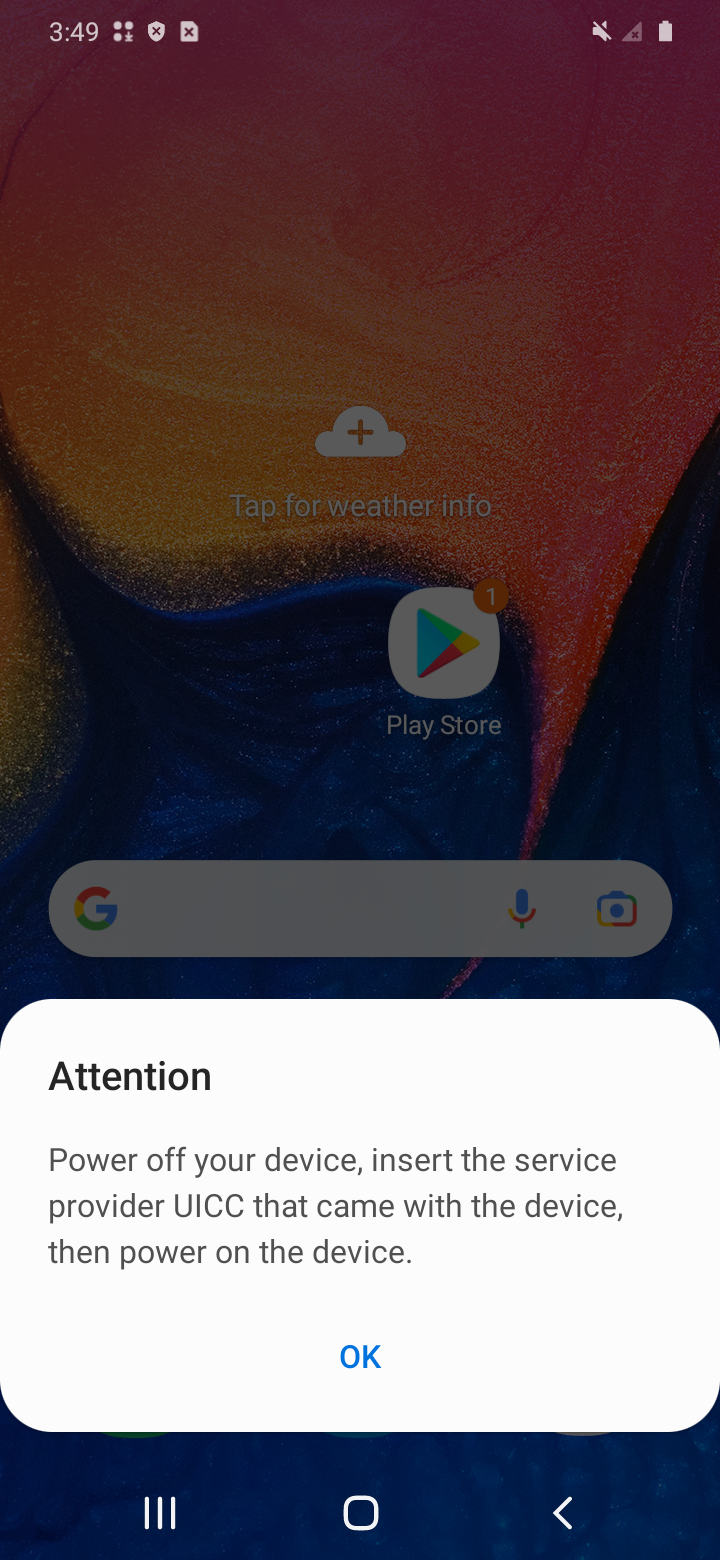 3:49
Tap for weather info
1
Play Store
Attention
Power off your device, insert the service
provider UICC that came with the device,
then power on the device.
OK